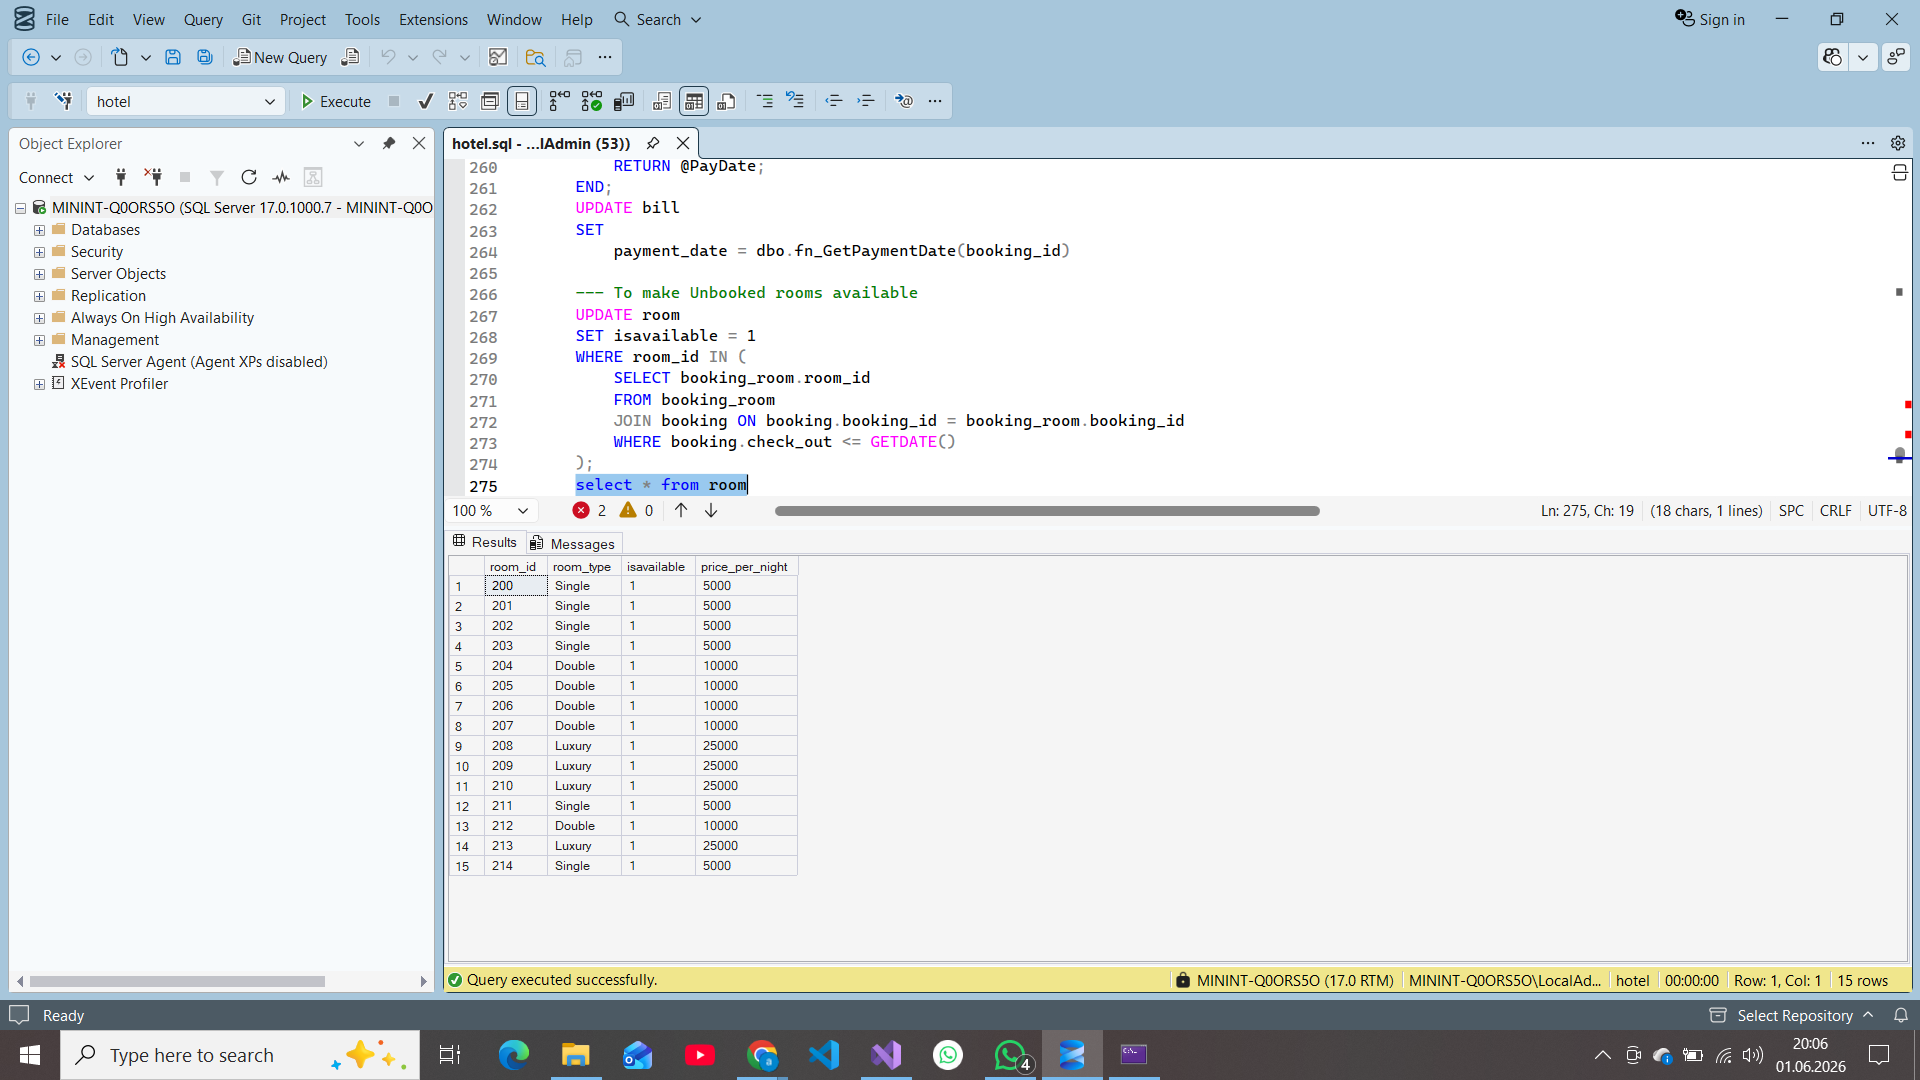 File Edit View Query Git Project Tools Extensions Window Help Search Sign in
New Query
hotel Execute
Object Explorer
hotel.sql - ...lAdmin (53))
Connect
MININT-Q0ORS5O (SQL Server 17.0.1000.7 - MININT-Q0O
Databases
Security
Server Objects
Replication
Always On High Availability
Management
SQL Server Agent (Agent XPs disabled)
XEvent Profiler
260 RETURN @PayDate;
261 END;
262 UPDATE bill
263 SET
264 payment_date = dbo.fn_GetPaymentDate(booking_id)
265
266 --- To make Unbooked rooms available
267 UPDATE room
268 SET isavailable = 1
269 WHERE room_id IN (
270 SELECT booking_room.room_id
271 FROM booking_room
272 JOIN booking ON booking.booking_id = booking_room.booking_id
273 WHERE booking.check_out <= GETDATE()
274 );
275 select * from room
100 % 2 0 Ln: 275, Ch: 19 (18 chars, 1 lines) SPC CRLF UTF-8
Results Messages
room_id room_type isavailable price_per_night
1 200 Single 1 5000
2 201 Single 1 5000
3 202 Single 1 5000
4 203 Single 1 5000
5 204 Double 1 10000
6 205 Double 1 10000
7 206 Double 1 10000
8 207 Double 1 10000
9 208 Luxury 1 25000
10 209 Luxury 1 25000
11 210 Luxury 1 25000
12 211 Single 1 5000
13 212 Double 1 10000
14 213 Luxury 1 25000
15 214 Single 1 5000
Query executed successfully. MININT-Q0ORS5O (17.0 RTM) MININT-Q0ORS5O\LocalAd... hotel 00:00:00 Row: 1, Col: 1 15 rows
Ready Select Repository
Type here to search 4 20:06
01.06.2026